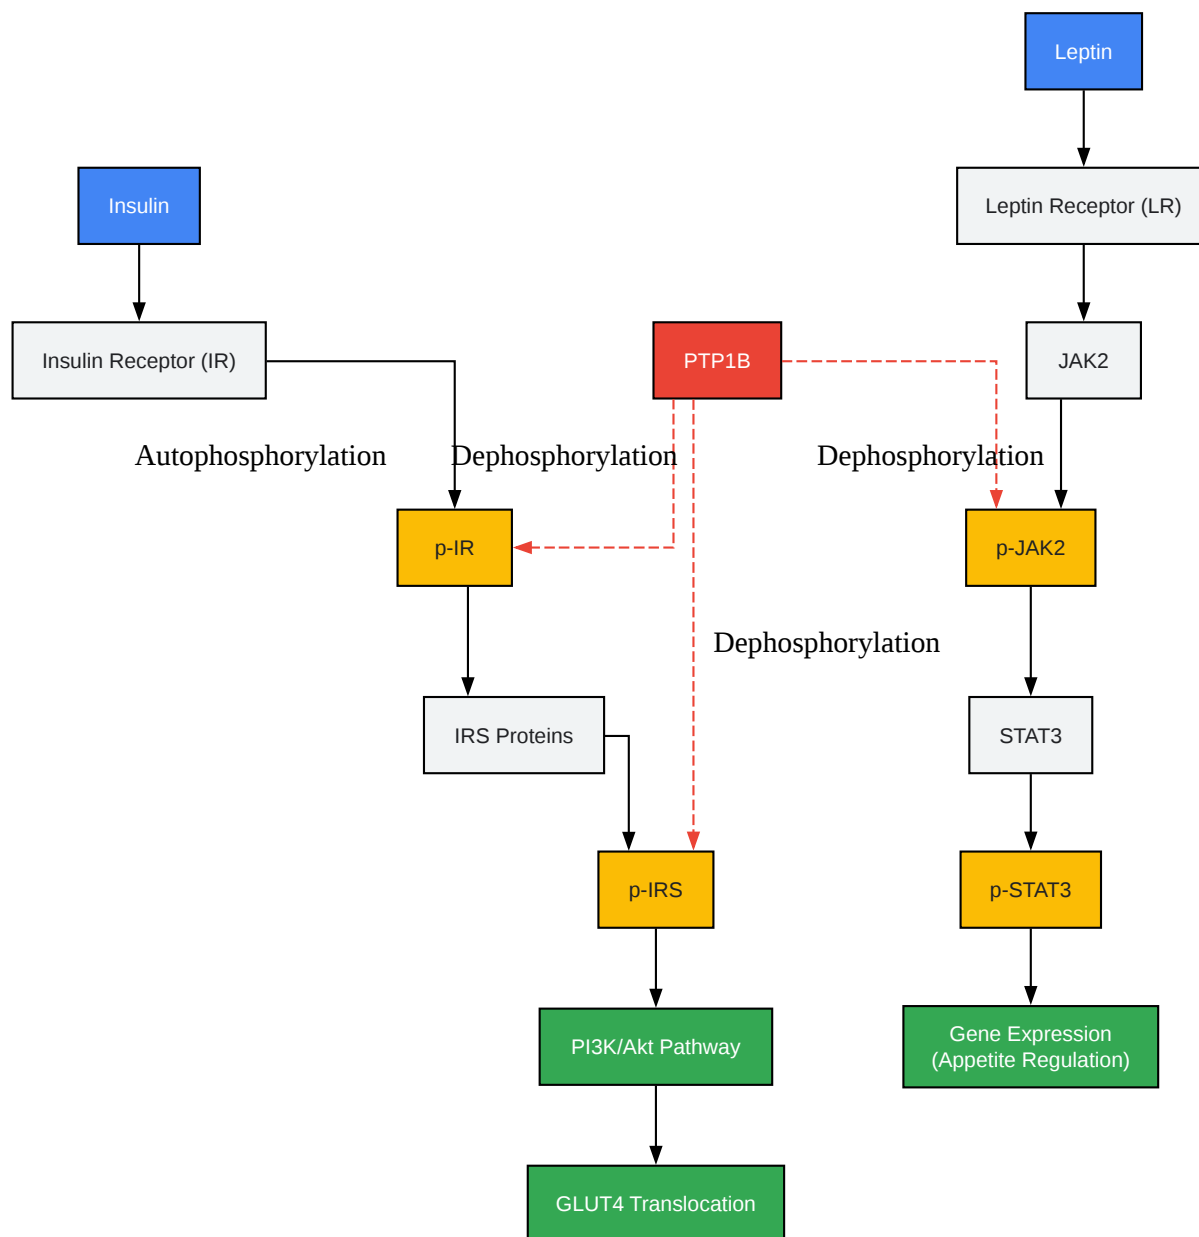 Leptin
Insulin
Leptin Receptor (LR)
Insulin Receptor (IR)
PTP1B
JAK2
Autophosphorylation
Dephosphorylation
Dephosphorylation
p-IR
p-JAK2
Dephosphorylation
IRS Proteins
STAT3
p-IRS
p-STAT3
PI3K/Akt Pathway
Gene Expression
(Appetite Regulation)
GLUT4 Translocation